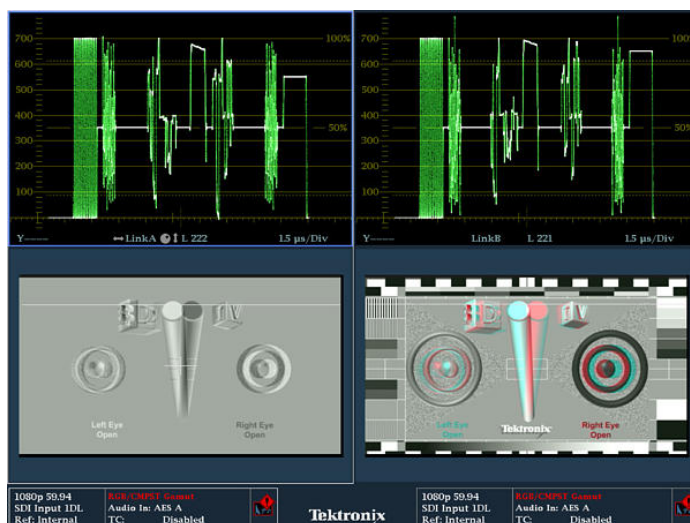 700
600
500
400
300
200
100
0
100%
50%
Y-----
LinkA
L 222
1.5 µs/Div
700
600
500
400
300
200
100
0
100%
50%
Y-----
LinkB
L 221
1.5 µs/Div
3D
TV
Left Eye
Open
Right Eye
Open
3D
TV
Left Eye
Open
Tektronix
Right Eye
Open
1080p 59.94
SDI Input 1DL
Ref: Internal
RGB/CMPST Gamut
Audio In: AES A
TC: Disabled
Tektronix
1080p 59.94
SDI Input 1DL
Ref: Internal
RGB/CMPST Gamut
Audio In: AES A
TC: Disabled